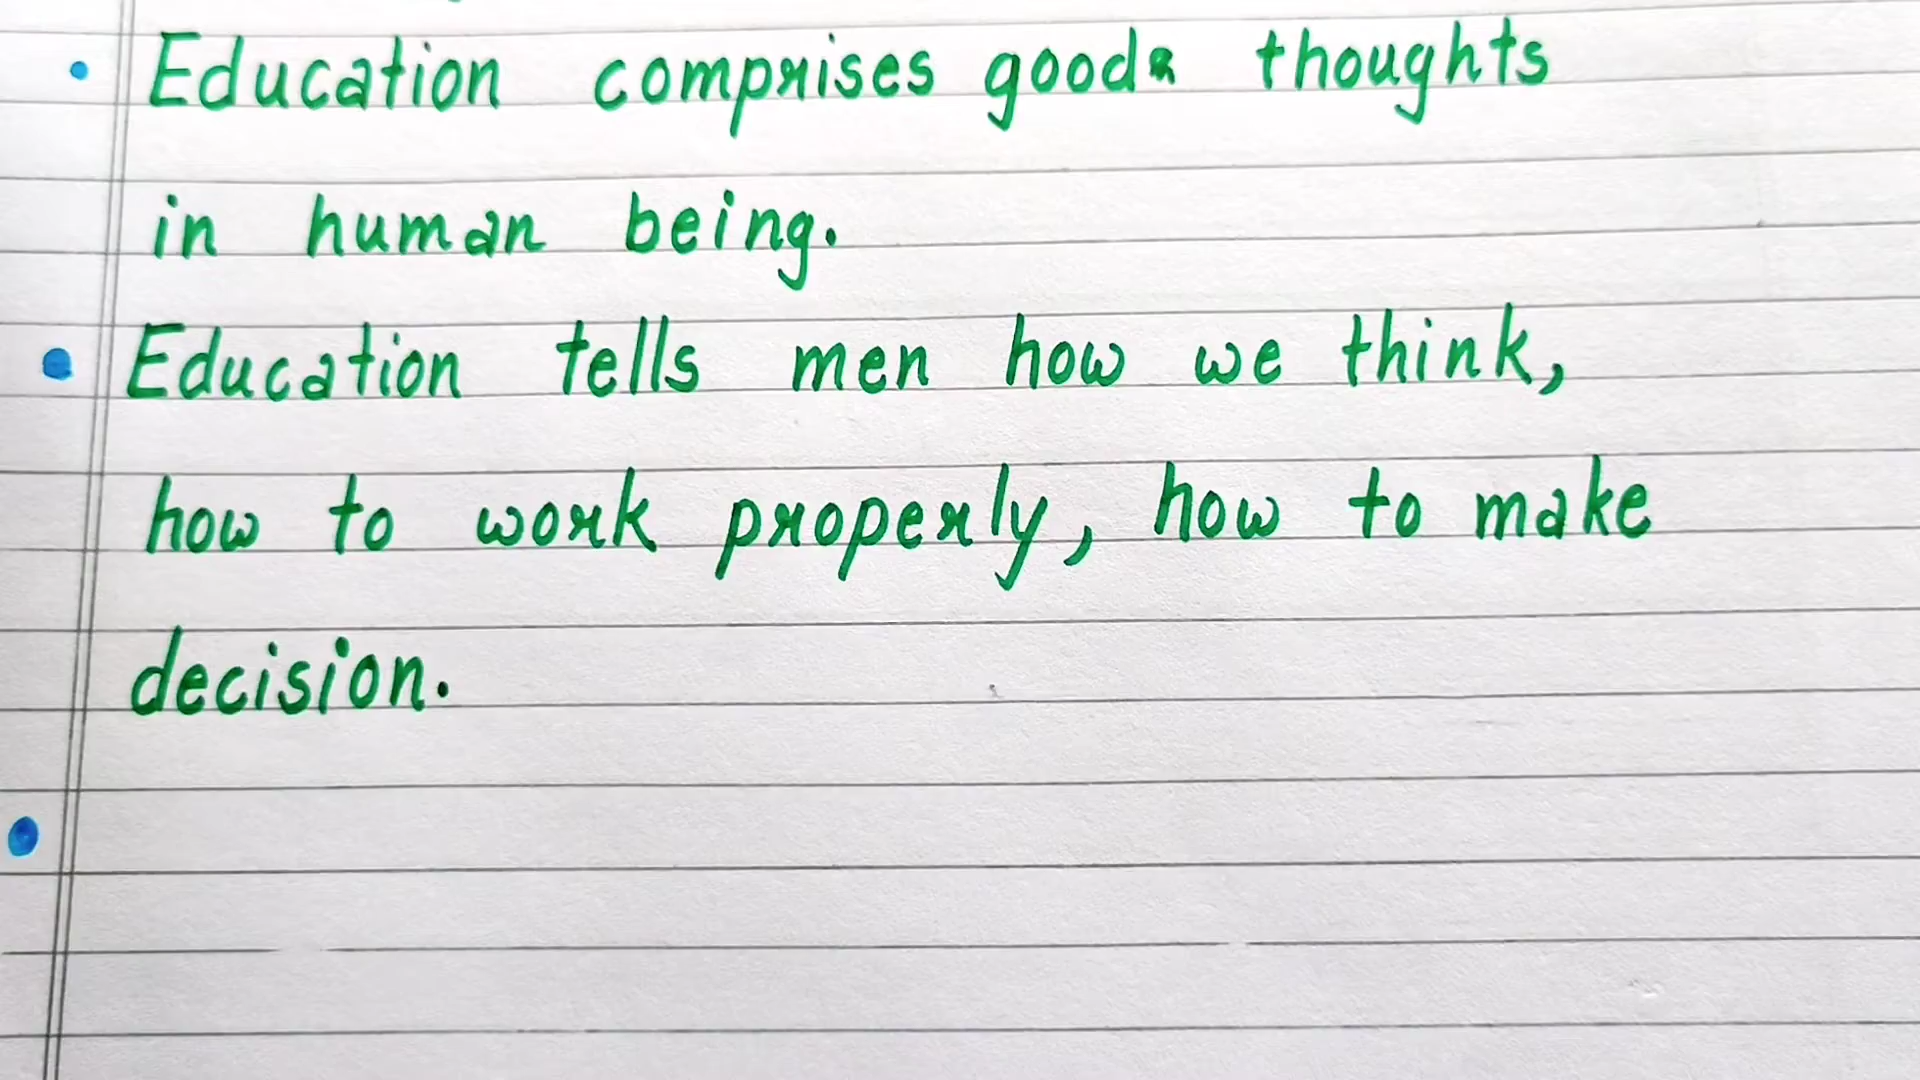 • Education comprises good thoughts
in human being.
• Education tells men how we think,
how to work properly, how to make
decision.
•